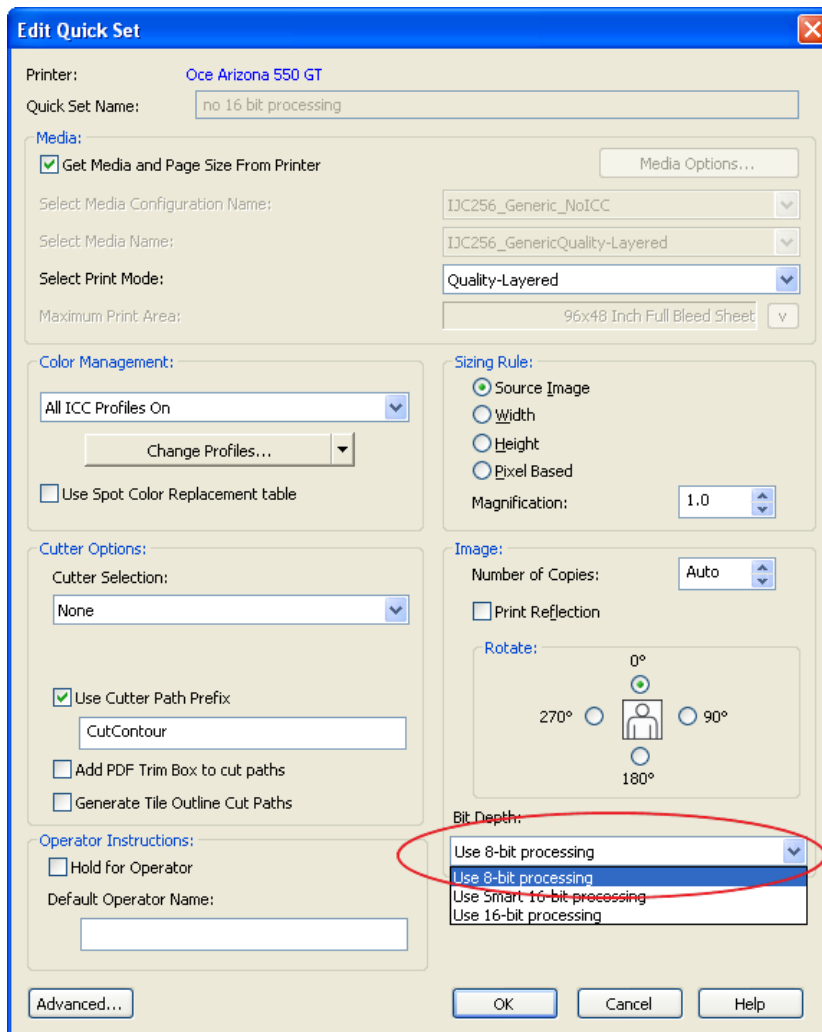 Edit Quick Set
Printer: Oce Arizona 550 GT
Quick Set Name: no 16 bit processing
Media:
Get Media and Page Size From Printer Media Options...
Select Media Configuration Name: IJC256_Generic_NoICC
Select Media Name: IJC256_GenericQuality-Layered
Select Print Mode: Quality-Layered
Maximum Print Area: 96x48 Inch Full Bleed Sheet v
Color Management:
All ICC Profiles On
Change Profiles...
Use Spot Color Replacement table
Sizing Rule:
Source Image
Width
Height
Pixel Based
Magnification: 1.0
Cutter Options:
Cutter Selection:
None
Use Cutter Path Prefix
CutContour
Add PDF Trim Box to cut paths
Generate Tile Outline Cut Paths
Image:
Number of Copies: Auto
Print Reflection
Rotate:
0°
270° 90°
180°
Bit Depth:
Use 8-bit processing
Use 8-bit processing
Use Smart 16-bit processing
Use 16-bit processing
Operator Instructions:
Hold for Operator
Default Operator Name:
Advanced... OK Cancel Help